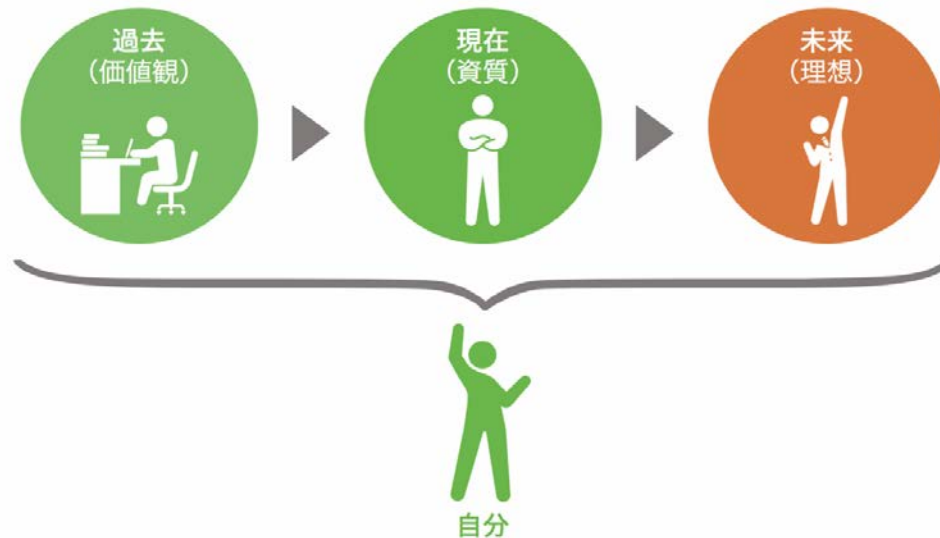 過去
（価値観）
現在
（資質）
未来
（理想）
自分